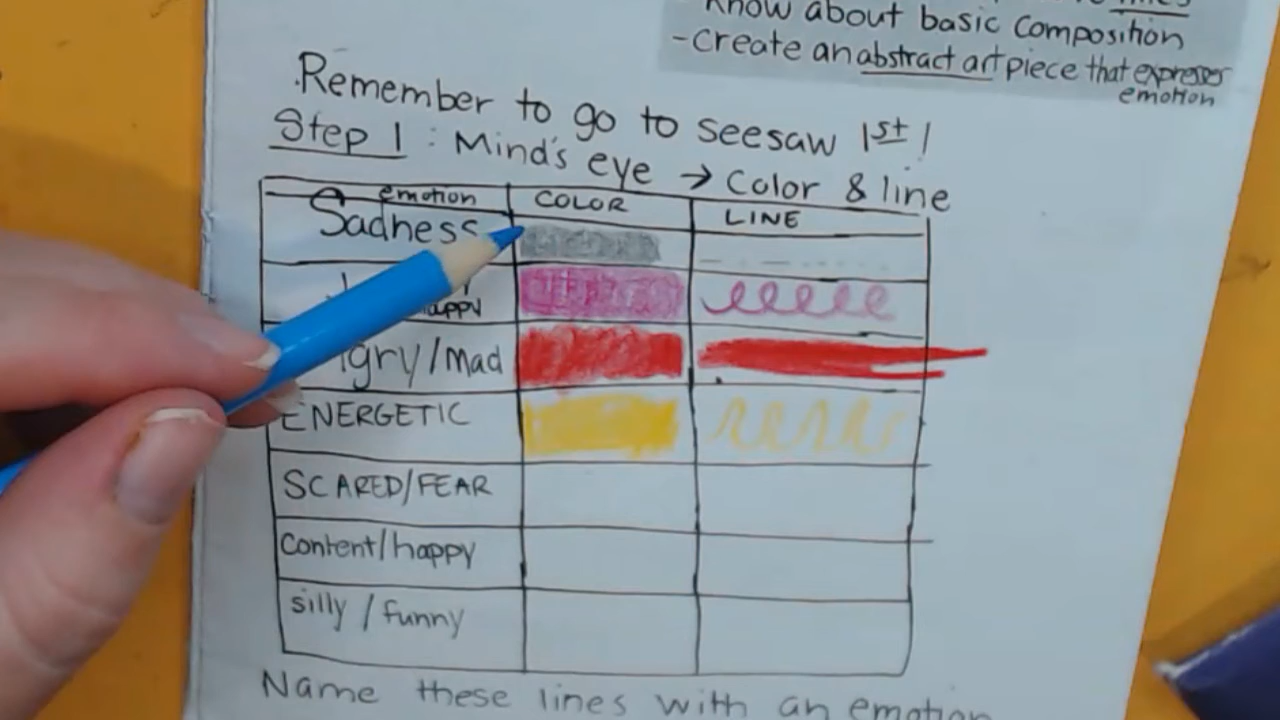 Know about basic Composition
-Create an abstract art piece that expresses
emotion
Remember to go to seesaw 1st!
Step 1: Mind's eye → Color & line
emotion COLOR LINE
Sadness
happy
Angry/Mad
ENERGETIC
SCARED/FEAR
Content/happy
silly / funny
Name these lines with an emotion